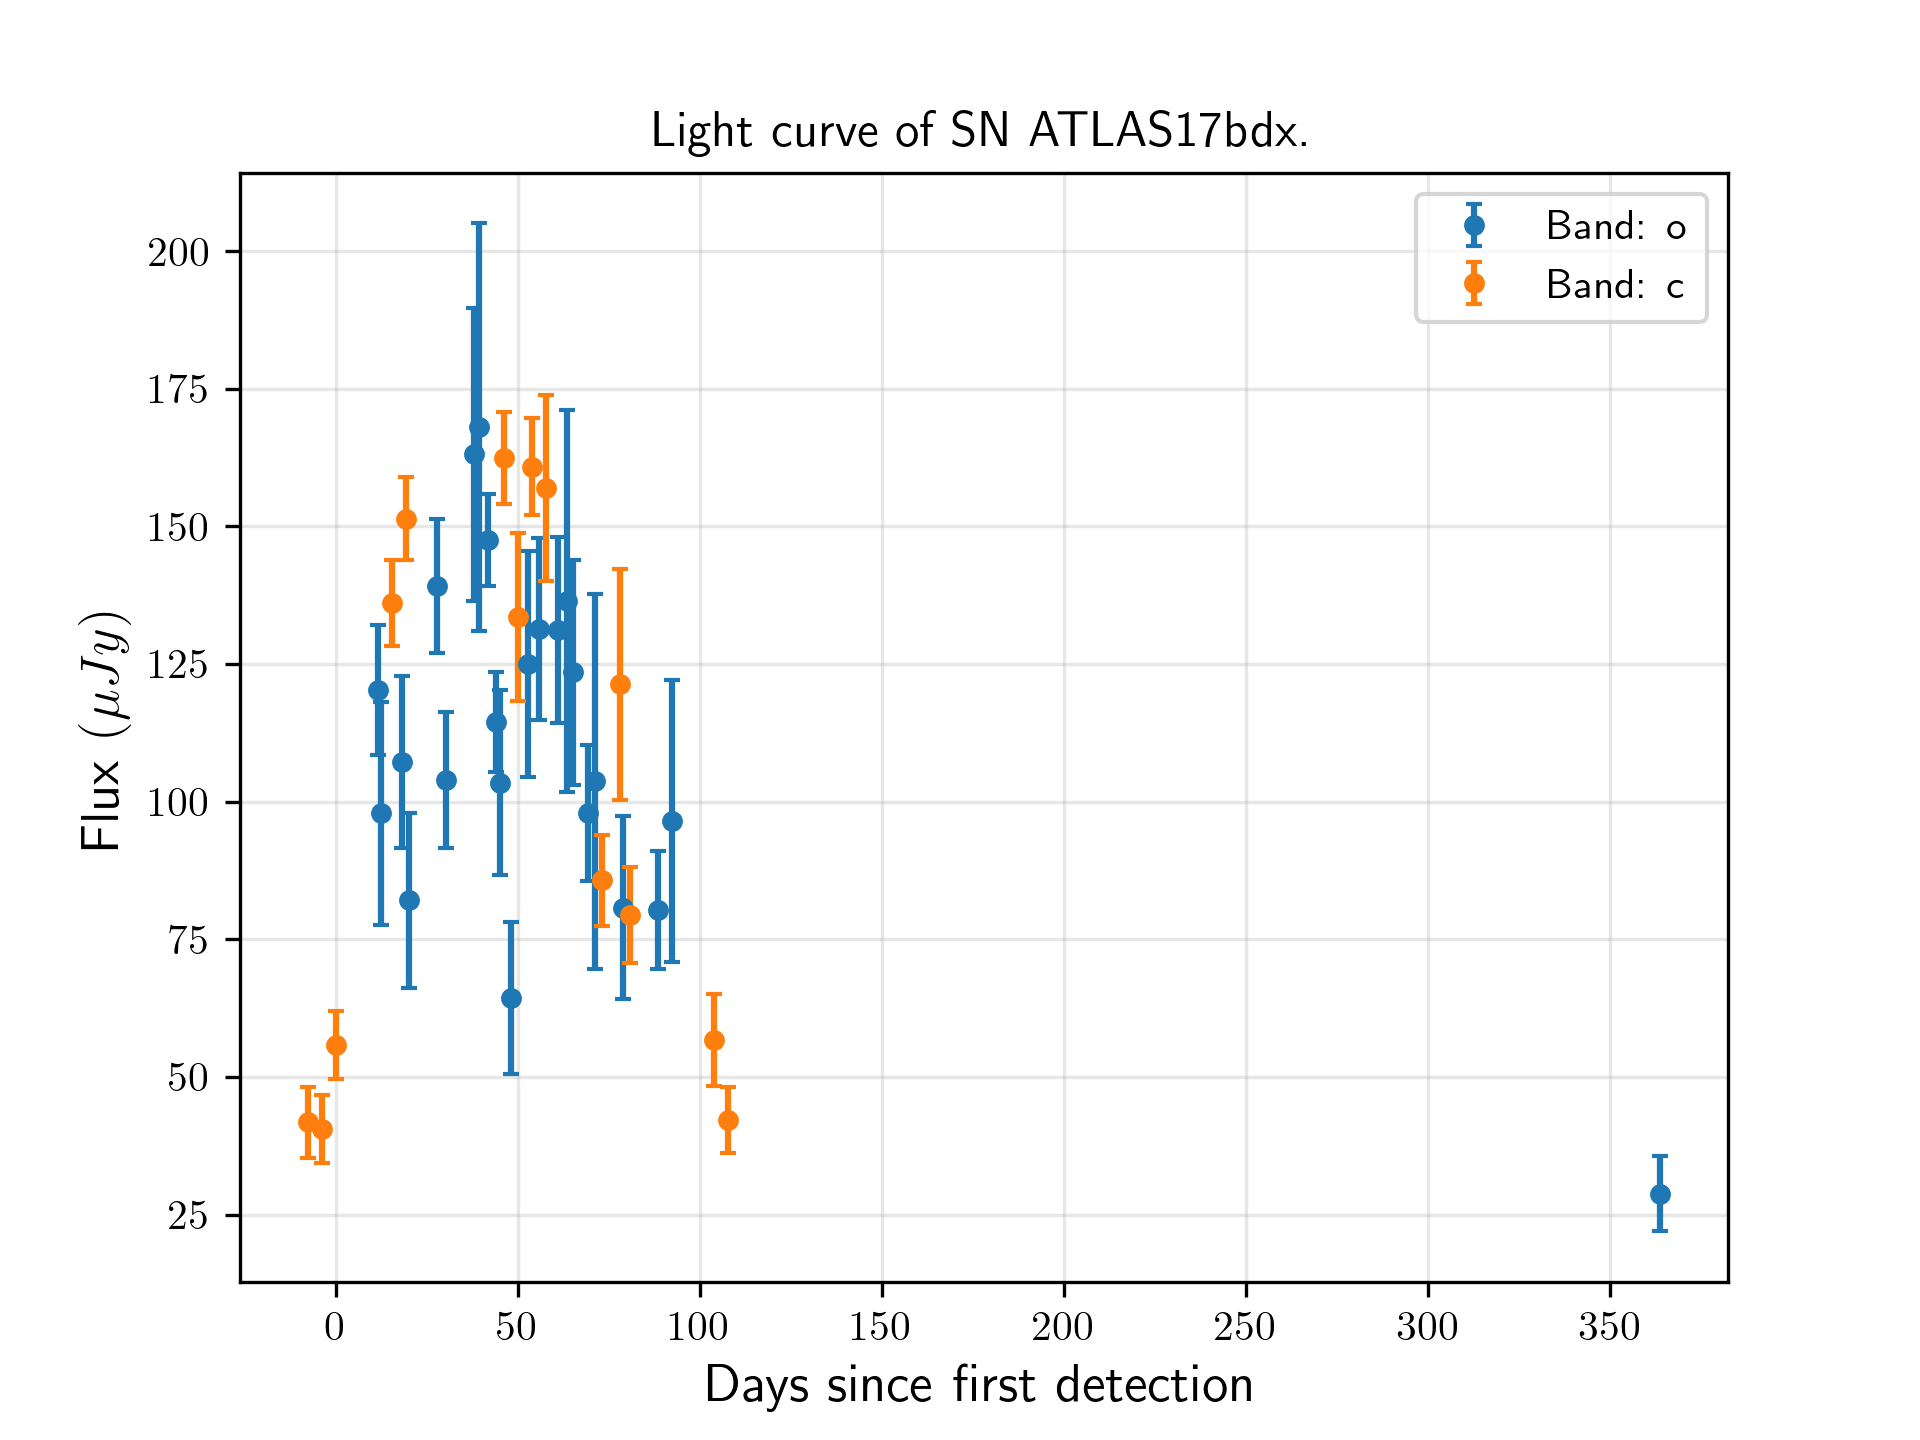 Light curve of SN ATLAS17bdx.
Band: o
Band: c
200
175
150
125
100
75
50
25
Flux (μJy)
0 50 100 150 200 250 300 350
Days since first detection